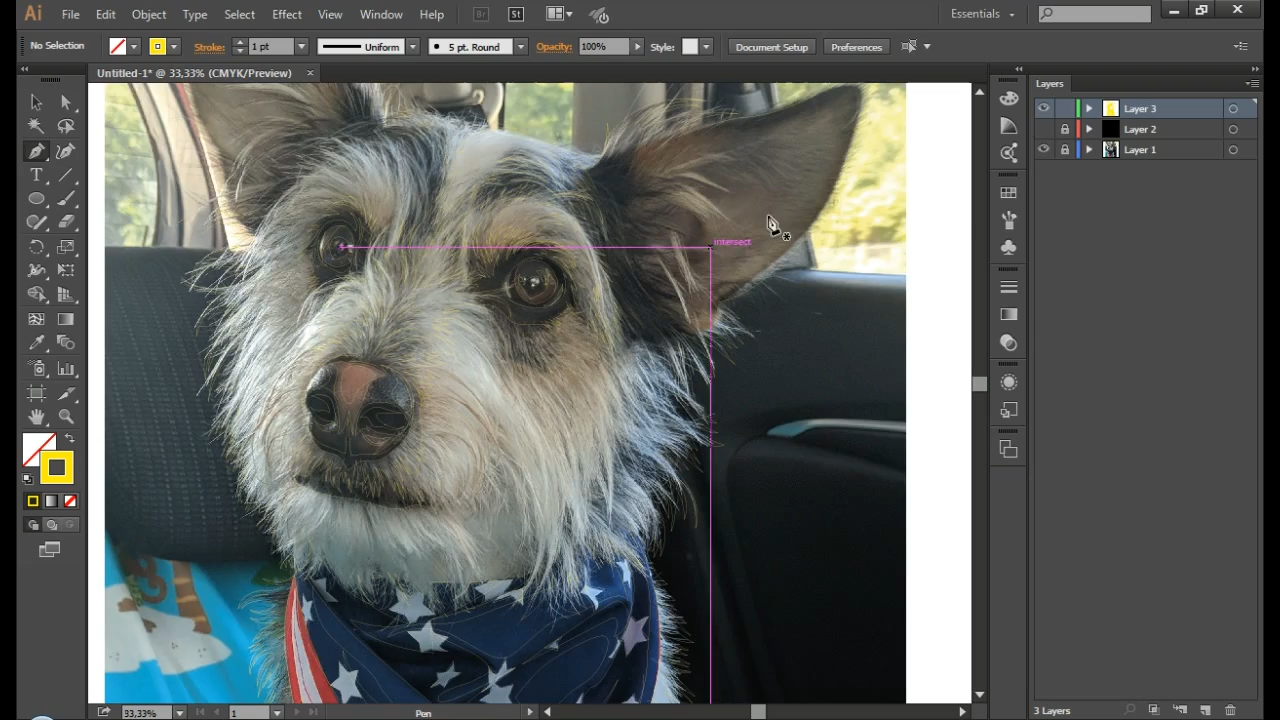 Ai File Edit Object Type Select Effect View Window Help Br St Essentials
No Selection Stroke: 1 pt Uniform 5 pt. Round Opacity: 100% Style: Document Setup Preferences
Untitled-1* @ 33,33% (CMYK/Preview) ×
Layers
Layer 3
Layer 2
Layer 1
intersect
3 Layers
33,33% 1 Pen